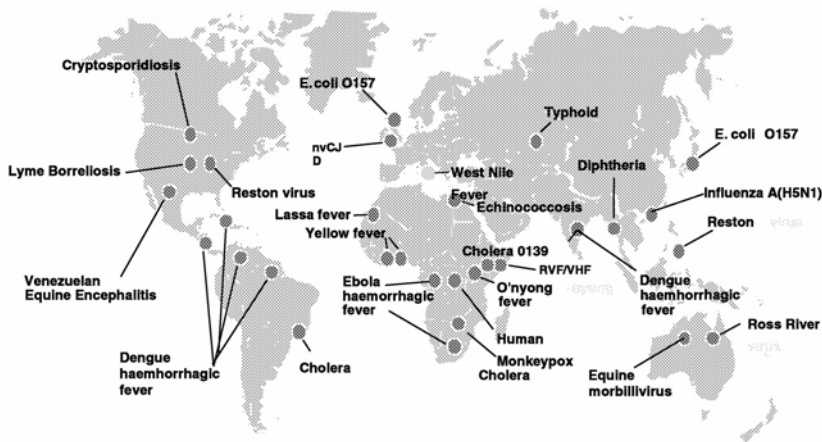 Cryptosporidiosis
E. coli O157
Typhoid
E. coli O157
nvCJ
D
Lyme Borreliosis
Reston virus
West Nile
Fever
Diphtheria
Echinococcosis
Influenza A(H5N1)
Lassa fever
Reston
Yellow fever
Cholera 0139
RVF/VHF
Venezuelan
Equine Encephalitis
Ebola
haemorrhagic
fever
O'nyong
fever
Dengue
haemhorrhagic
fever
Human
Monkeypox
Cholera
Ross River
Dengue
haemhorrhagic
fever
Cholera
Equine
morbillivirus